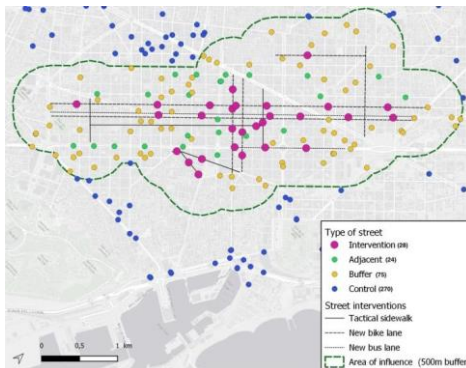 Type of street
Intervention (28)
Adjacent (24)
Buffer (75)
Control (270)
Street interventions
Tactical sidewalk
New bike lane
New bus lane
Area of influence (500m buffer)
0 0,5 1 km